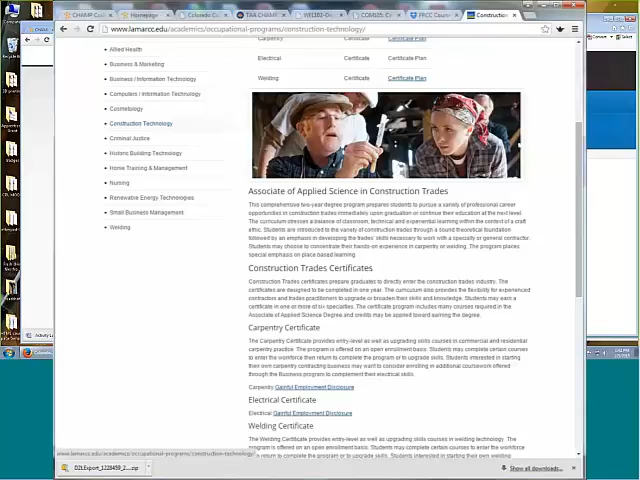 CHAMP Co
Homepage
Colorado C
TAA CHAMP
WEL102-D
COM105: C
FRCC Cours
Constructi
www.lamarcc.edu/academics/occupational-programs/construction-technology/
Allied Health
Business & Marketing
Business / Information Technology
Computers / Information Technology
Cosmetology
Construction Technology
Criminal Justice
Historic Building Technology
Home Training & Management
Nursing
Renewable Energy Technologies
Small Business Management
Welding
Carpentry Certificate Certificate Plan
Electrical Certificate
Welding Certificate Certificate Plan
Associate of Applied Science in Construction Trades
This comprehensive two-year degree program prepares students to pursue a variety of professional career
opportunities in construction trades immediately upon graduation or continue their education at the next level.
The curriculum stresses a balance of classroom, technical and experiential learning within the context of a craft
ethic. Students are introduced to the variety of construction trades through a sound theoretical foundation
followed by an emphasis in developing the trades' skills necessary to work with a specialty or general contractor.
Students may choose to concentrate their hands-on experience in carpentry or welding. The program places
special emphasis on place based learning.
Construction Trades Certificates
Construction Trades certificates prepare graduates to directly enter the construction trades industry. The
certificates are designed to be completed in one year. The curriculum also provides the flexibility for experienced
contractors and trades practitioners to upgrade or broaden their skills and knowledge. Students may earn a
certificate in one or more of six specialties. The certificate program includes many courses required in the
Associate of Applied Science and credits may be applied toward earning the degree.
Carpentry Certificate
The Carpentry Certificate provides entry-level as well as upgrading skills courses in commercial and residential
carpentry practice. The program is offered on an open enrollment basis. Students may complete certain courses
to enter the workforce then return to complete the program or to upgrade skills. Students interested in starting
their own carpentry contracting business may want to consider enrolling in additional coursework offered
through the Business program to complement their technical skills.
Carpentry Gainful Employment Disclosure
Electrical Certificate
Electrical Gainful Employment Disclosure
Welding Certificate
The Welding Certificate provides entry-level as well as upgrading skills courses in welding technology. The
program is offered on an open enrollment basis. Students may complete certain courses to enter the workforce
then return to complete the program or to upgrade skills. Students interested in starting their own welding
www.lamarcc.edu/academics/occupational-programs/construction-technology/
D2LExport_1228459_2....zip
Show all downloads...